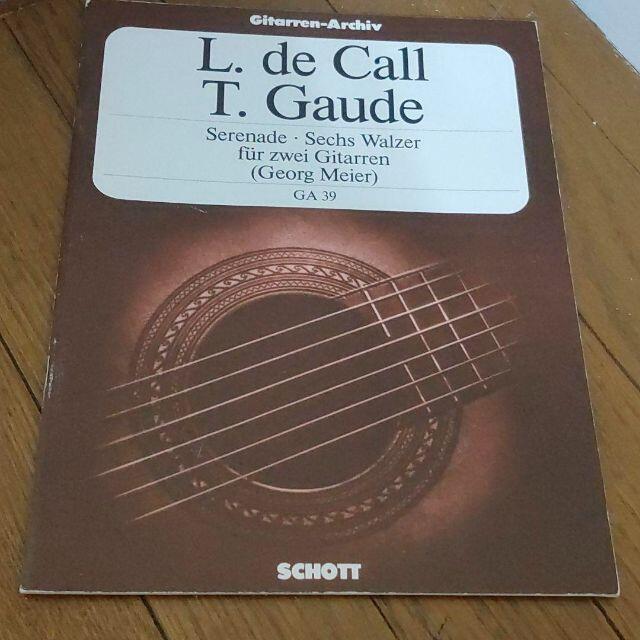 Gitarren-Archiv
L. de Call
T. Gaude
Serenade · Sechs Walzer
für zwei Gitarren
(Georg Meier)
GA 39
SCHOTT